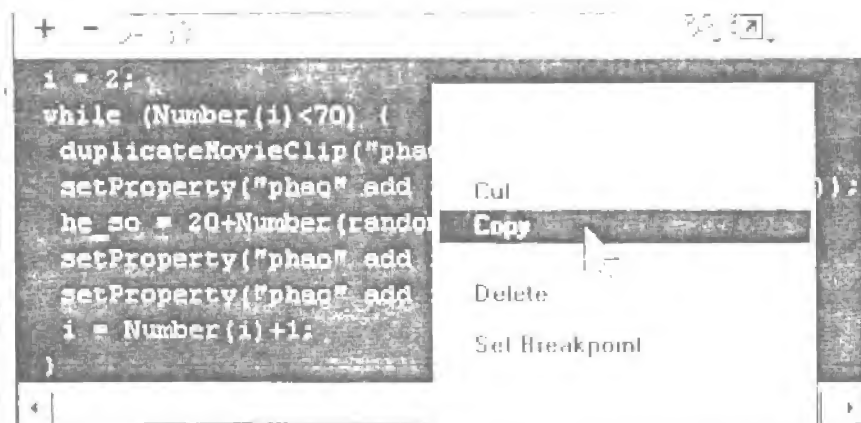 i = 2;
while (Number(i)<70) {
duplicateMovieClip("phao
setProperty("phao" add
));
he_so = 20+Number(random
setProperty("phao" add
setProperty("phao" add
i = Number(i)+1;
}
Cut
Copy
Delete
Set Breakpoint